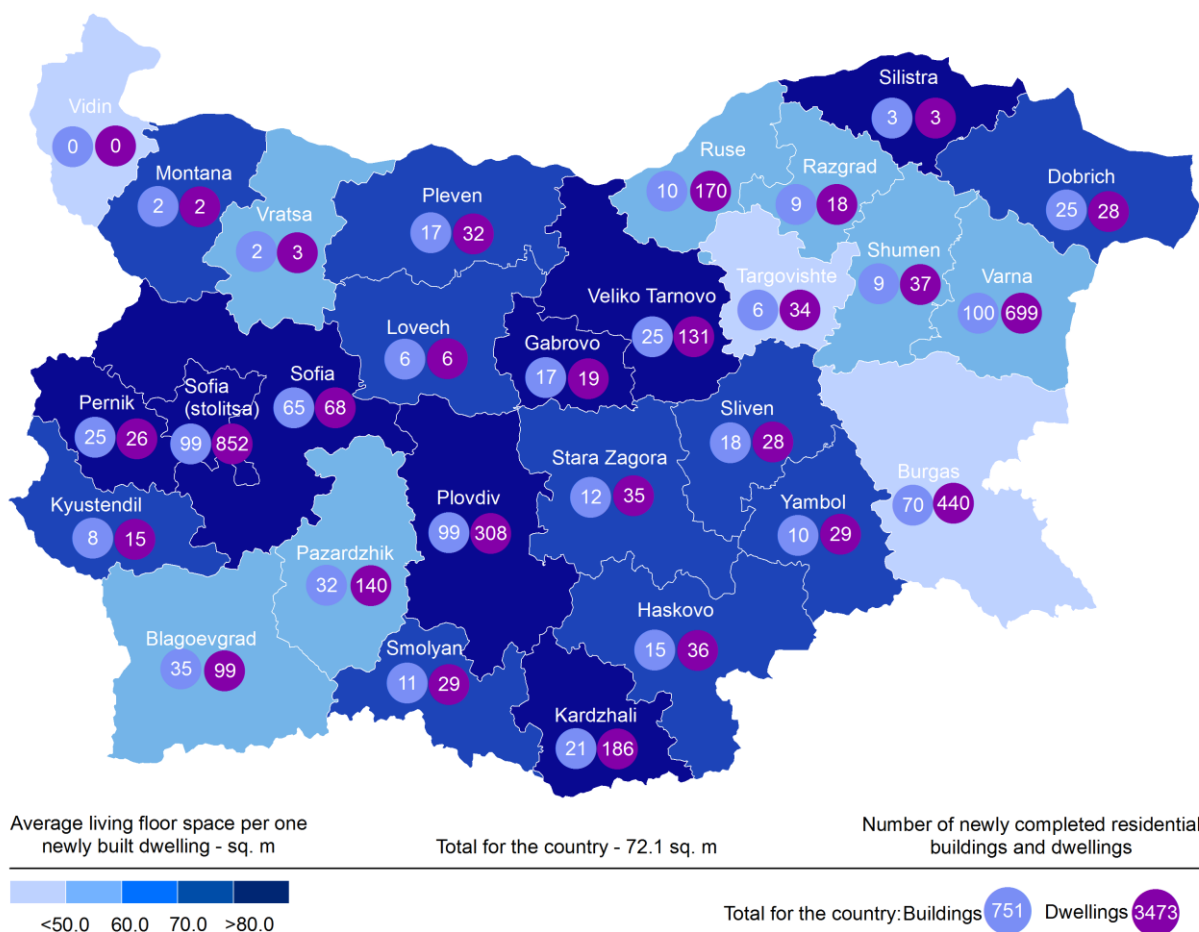 Silistra
3 3
Vidin
0 0
Ruse
10 170
Razgrad
9 18
Montana
2 2
Dobrich
25 28
Pleven
17 32
Vratsa
2 3
Shumen
9 37
Targovishte
6 34
Varna
100 699
Veliko Tarnovo
25 131
Lovech
6 6
Gabrovo
17 19
Sofia
(stolitsa)
99 852
Sofia
65 68
Pernik
25 26
Sliven
18 28
Stara Zagora
12 35
Burgas
70 440
Plovdiv
99 308
Yambol
10 29
Kyustendil
8 15
Pazardzhik
32 140
Haskovo
15 36
Blagoevgrad
35 99
Smolyan
11 29
Kardzhali
21 186
Average living floor space per one
newly built dwelling - sq. m
Total for the country - 72.1 sq. m
Number of newly completed residential
buildings and dwellings
<50.0 60.0 70.0 >80.0
Total for the country:Buildings 751 Dwellings 3473